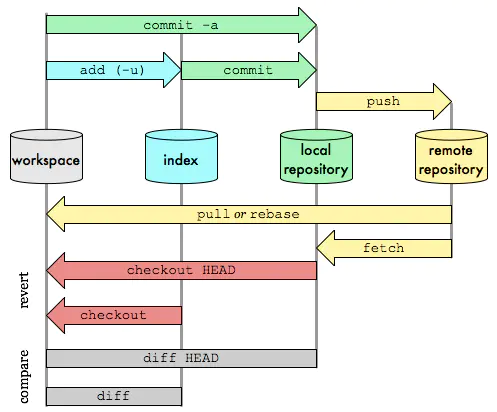 commit -a
add (-u)
commit
push
workspace
index
local
repository
remote
repository
pull or rebase
fetch
revert
checkout HEAD
checkout
compare
diff HEAD
diff